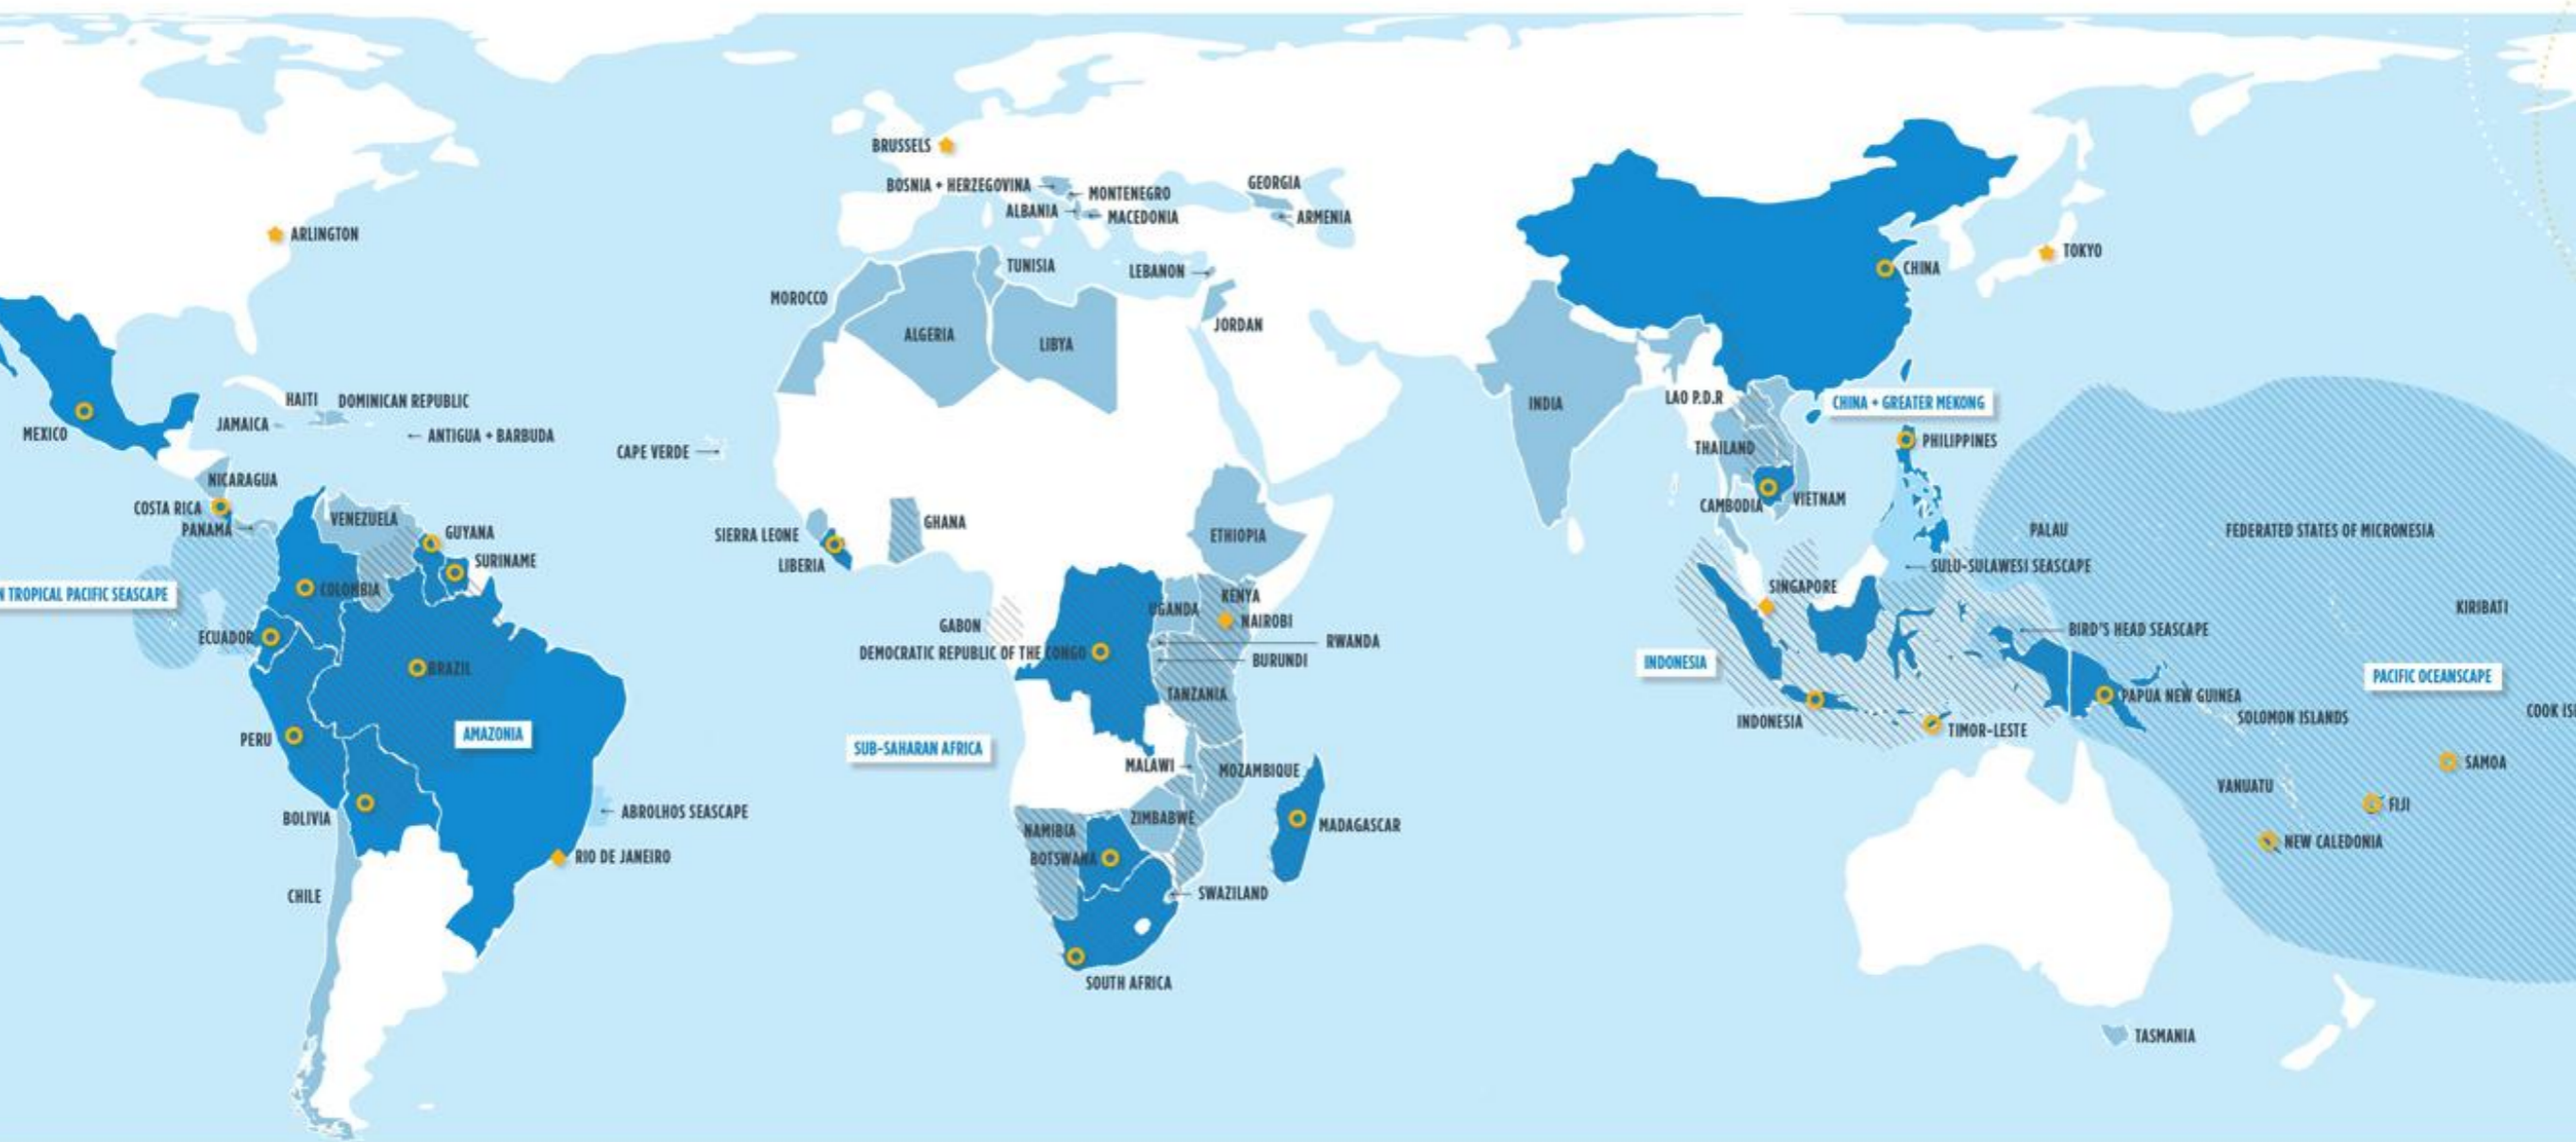 BRUSSELS
BOSNIA + HERZEGOVINA
MONTENEGRO
ALBANIA
MACEDONIA
GEORGIA
ARMENIA
ARLINGTON
TOKYO
CHINA
TUNISIA
LEBANON
MOROCCO
JORDAN
ALGERIA
LIBYA
HAITI
DOMINICAN REPUBLIC
JAMAICA
ANTIGUA + BARBUDA
MEXICO
CAPE VERDE
INDIA
LAO P.D.R
CHINA + GREATER MEKONG
THAILAND
PHILIPPINES
CAMBODIA
VIETNAM
NICARAGUA
COSTA RICA
PANAMA
VENEZUELA
GUYANA
SURINAME
COLOMBIA
N TROPICAL PACIFIC SEASCAPE
ECUADOR
BRAZIL
PERU
AMAZONIA
BOLIVIA
ABROLHOS SEASCAPE
RIO DE JANEIRO
CHILE
SIERRA LEONE
LIBERIA
GHANA
ETHIOPIA
GABON
UGANDA
KENYA
NAIROBI
DEMOCRATIC REPUBLIC OF THE CONGO
RWANDA
BURUNDI
TANZANIA
SUB-SAHARAN AFRICA
MALAWI
MOZAMBIQUE
ZIMBABWE
NAMIBIA
BOTSWANA
MADAGASCAR
SWAZILAND
SOUTH AFRICA
PALAU
FEDERATED STATES OF MICRONESIA
SULU-SULAWESI SEASCAPE
SINGAPORE
KIRIBATI
BIRD'S HEAD SEASCAPE
INDONESIA
PACIFIC OCEANSCAPE
PAPUA NEW GUINEA
INDONESIA
TIMOR-LESTE
SOLOMON ISLANDS
COOK IS
SAMOA
VANUATU
FIJI
NEW CALEDONIA
TASMANIA